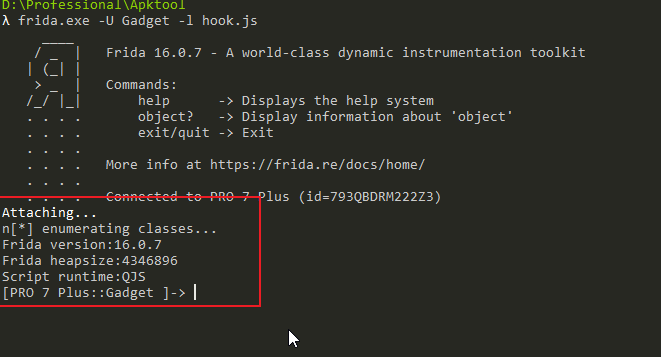 D:\Professional\Apktool
λ frida.exe -U Gadget -l hook.js
     ____
    / _  |   Frida 16.0.7 - A world-class dynamic instrumentation toolkit
   | (_| |
    > _  |   Commands:
   /_/ |_|       help      -> Displays the help system
   . . . .       object?   -> Display information about 'object'
   . . . .       exit/quit -> Exit
   . . . .
   . . . .   More info at https://frida.re/docs/home/
   . . . .
   . . . .   Connected to PRO 7 Plus (id=793QBDRM222Z3)
Attaching...
n[*] enumerating classes...
Frida version:16.0.7
Frida heapsize:4346896
Script runtime:QJS
[PRO 7 Plus::Gadget ]->